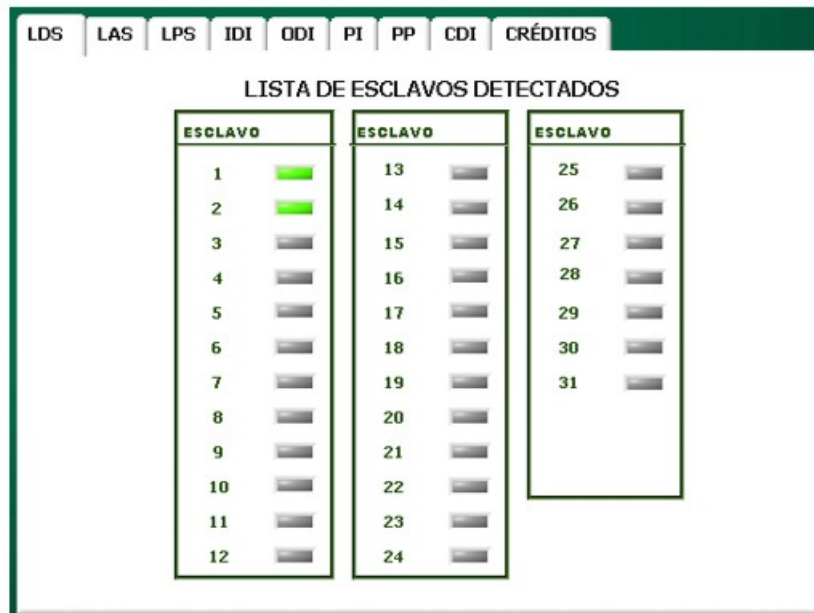 LDS LAS LPS IDI ODI PI PP CDI CRÉDITOS
LISTA DE ESCLAVOS DETECTADOS
ESCLAVO ESCLAVO ESCLAVO
1 13 25
2 14 26
3 15 27
4 16 28
5 17 29
6 18 30
7 19 31
8 20
9 21
10 22
11 23
12 24